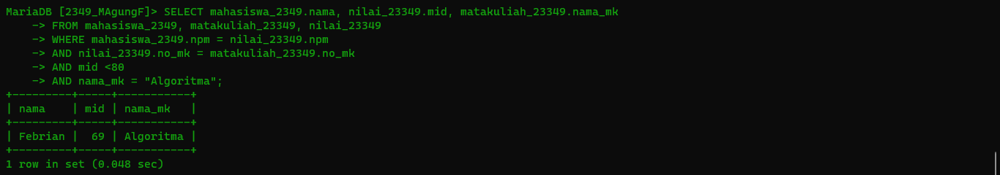 MariaDB [2349_MAgungF]> SELECT mahasiswa_2349.nama, nilai_23349.mid, matakuliah_23349.nama_mk
    -> FROM mahasiswa_2349, matakuliah_23349, nilai_23349
    -> WHERE mahasiswa_2349.npm = nilai_23349.npm
    -> AND nilai_23349.no_mk = matakuliah_23349.no_mk
    -> AND mid <80
    -> AND nama_mk = "Algoritma";
+---------+-----+-----------+
| nama    | mid | nama_mk   |
+---------+-----+-----------+
| Febrian |  69 | Algoritma |
+---------+-----+-----------+
1 row in set (0.048 sec)